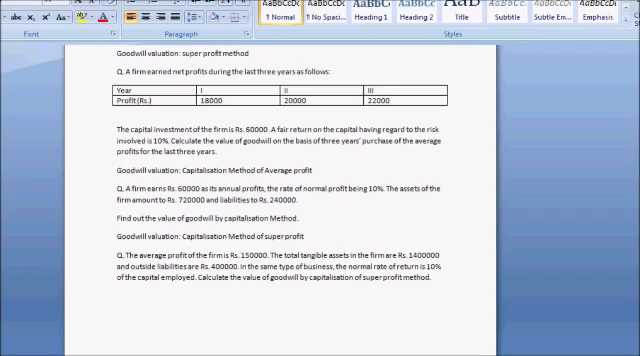 AaBbCcDc AaBbCcDc AaBbCc AaBbCc AaB AaBbCc. AaBbCcDc AaBbCcDc
abc x₂ x² Aa aby A
¶ Normal ¶ No Spaci... Heading 1 Heading 2 Title Subtitle Subtle Em... Emphasis
Font Paragraph Styles
Goodwill valuation: super profit method
Q. A firm earned net profits during the last three years as follows:
Year I II III
Profit (Rs.) 18000 20000 22000
The capital investment of the firm is Rs. 60000. A fair return on the capital having regard to the risk
involved is 10%. Calculate the value of goodwill on the basis of three years' purchase of the average
profits for the last three years.
Goodwill valuation: Capitalisation Method of Average profit
Q. A firm earns Rs. 60000 as its annual profits, the rate of normal profit being 10%. The assets of the
firm amount to Rs. 720000 and liabilities to Rs. 240000.
Find out the value of goodwill by capitalisation Method.
Goodwill valuation: Capitalisation Method of super profit
Q. The average profit of the firm is Rs. 150000. The total tangible assets in the firm are Rs. 1400000
and outside liabilities are Rs. 400000. In the same type of business, the normal rate of return is 10%
of the capital employed. Calculate the value of goodwill by capitalisation of super profit method.